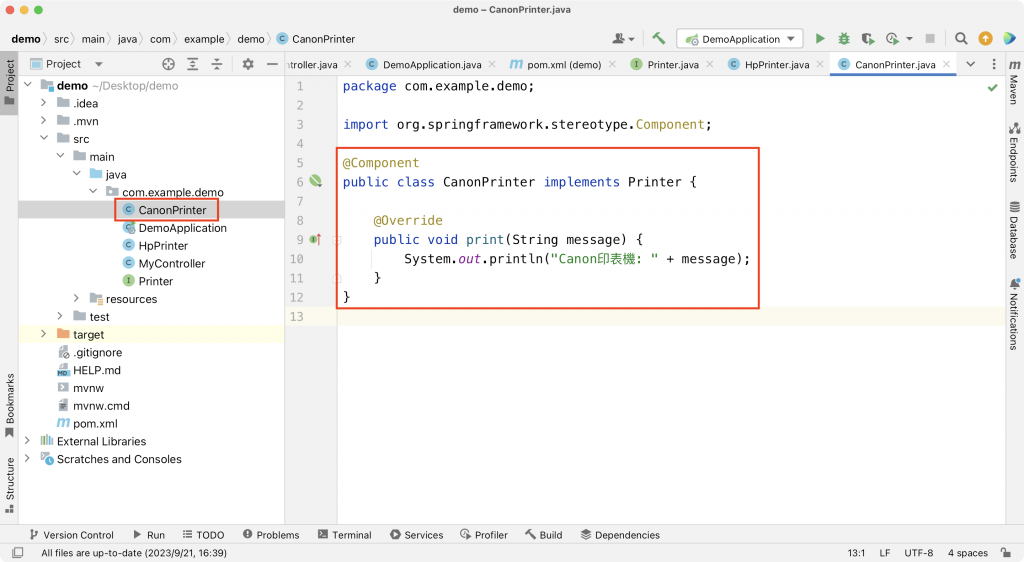 demo – CanonPrinter.java
demo src main java com example demo CanonPrinter
DemoApplication
Project
ntroller.java DemoApplication.java pom.xml (demo) Printer.java HpPrinter.java CanonPrinter.java
Project
Bookmarks
Structure
demo ~/Desktop/demo
.idea
.mvn
src
main
java
com.example.demo
CanonPrinter
DemoApplication
HpPrinter
MyController
Printer
resources
test
target
.gitignore
HELP.md
mvnw
mvnw.cmd
pom.xml
External Libraries
Scratches and Consoles
1 package com.example.demo;
2
3 import org.springframework.stereotype.Component;
4
5 @Component
6 public class CanonPrinter implements Printer {
7
8 @Override
9 public void print(String message) {
10 System.out.println("Canon印表機: " + message);
11 }
12 }
13
Maven
Endpoints
Database
Notifications
Version Control Run TODO Problems Terminal Services Profiler Build Dependencies
All files are up-to-date (2023/9/21, 16:39) 13:1 LF UTF-8 4 spaces